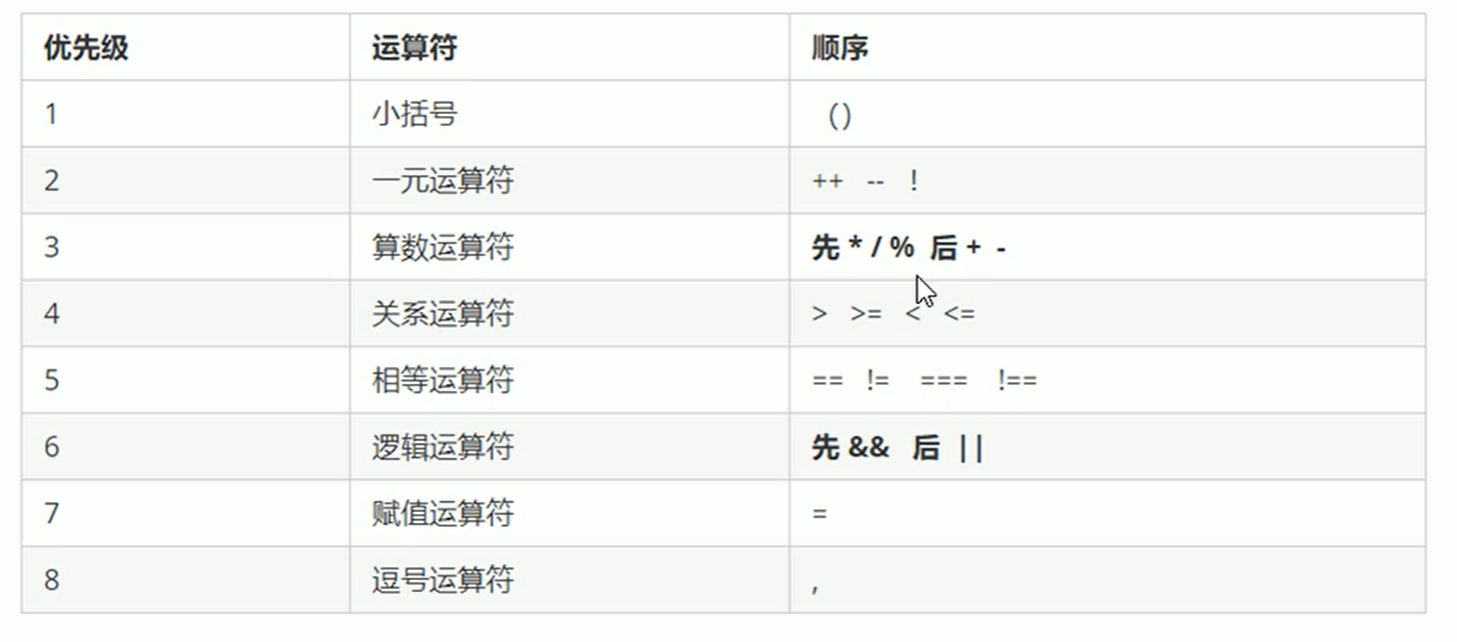 优先级 运算符 顺序
1 小括号 ()
2 一元运算符 ++ -- !
3 算数运算符 先 * / % 后 + -
4 关系运算符 > >= < <=
5 相等运算符 == != === !==
6 逻辑运算符 先 && 后 ||
7 赋值运算符 =
8 逗号运算符 ,